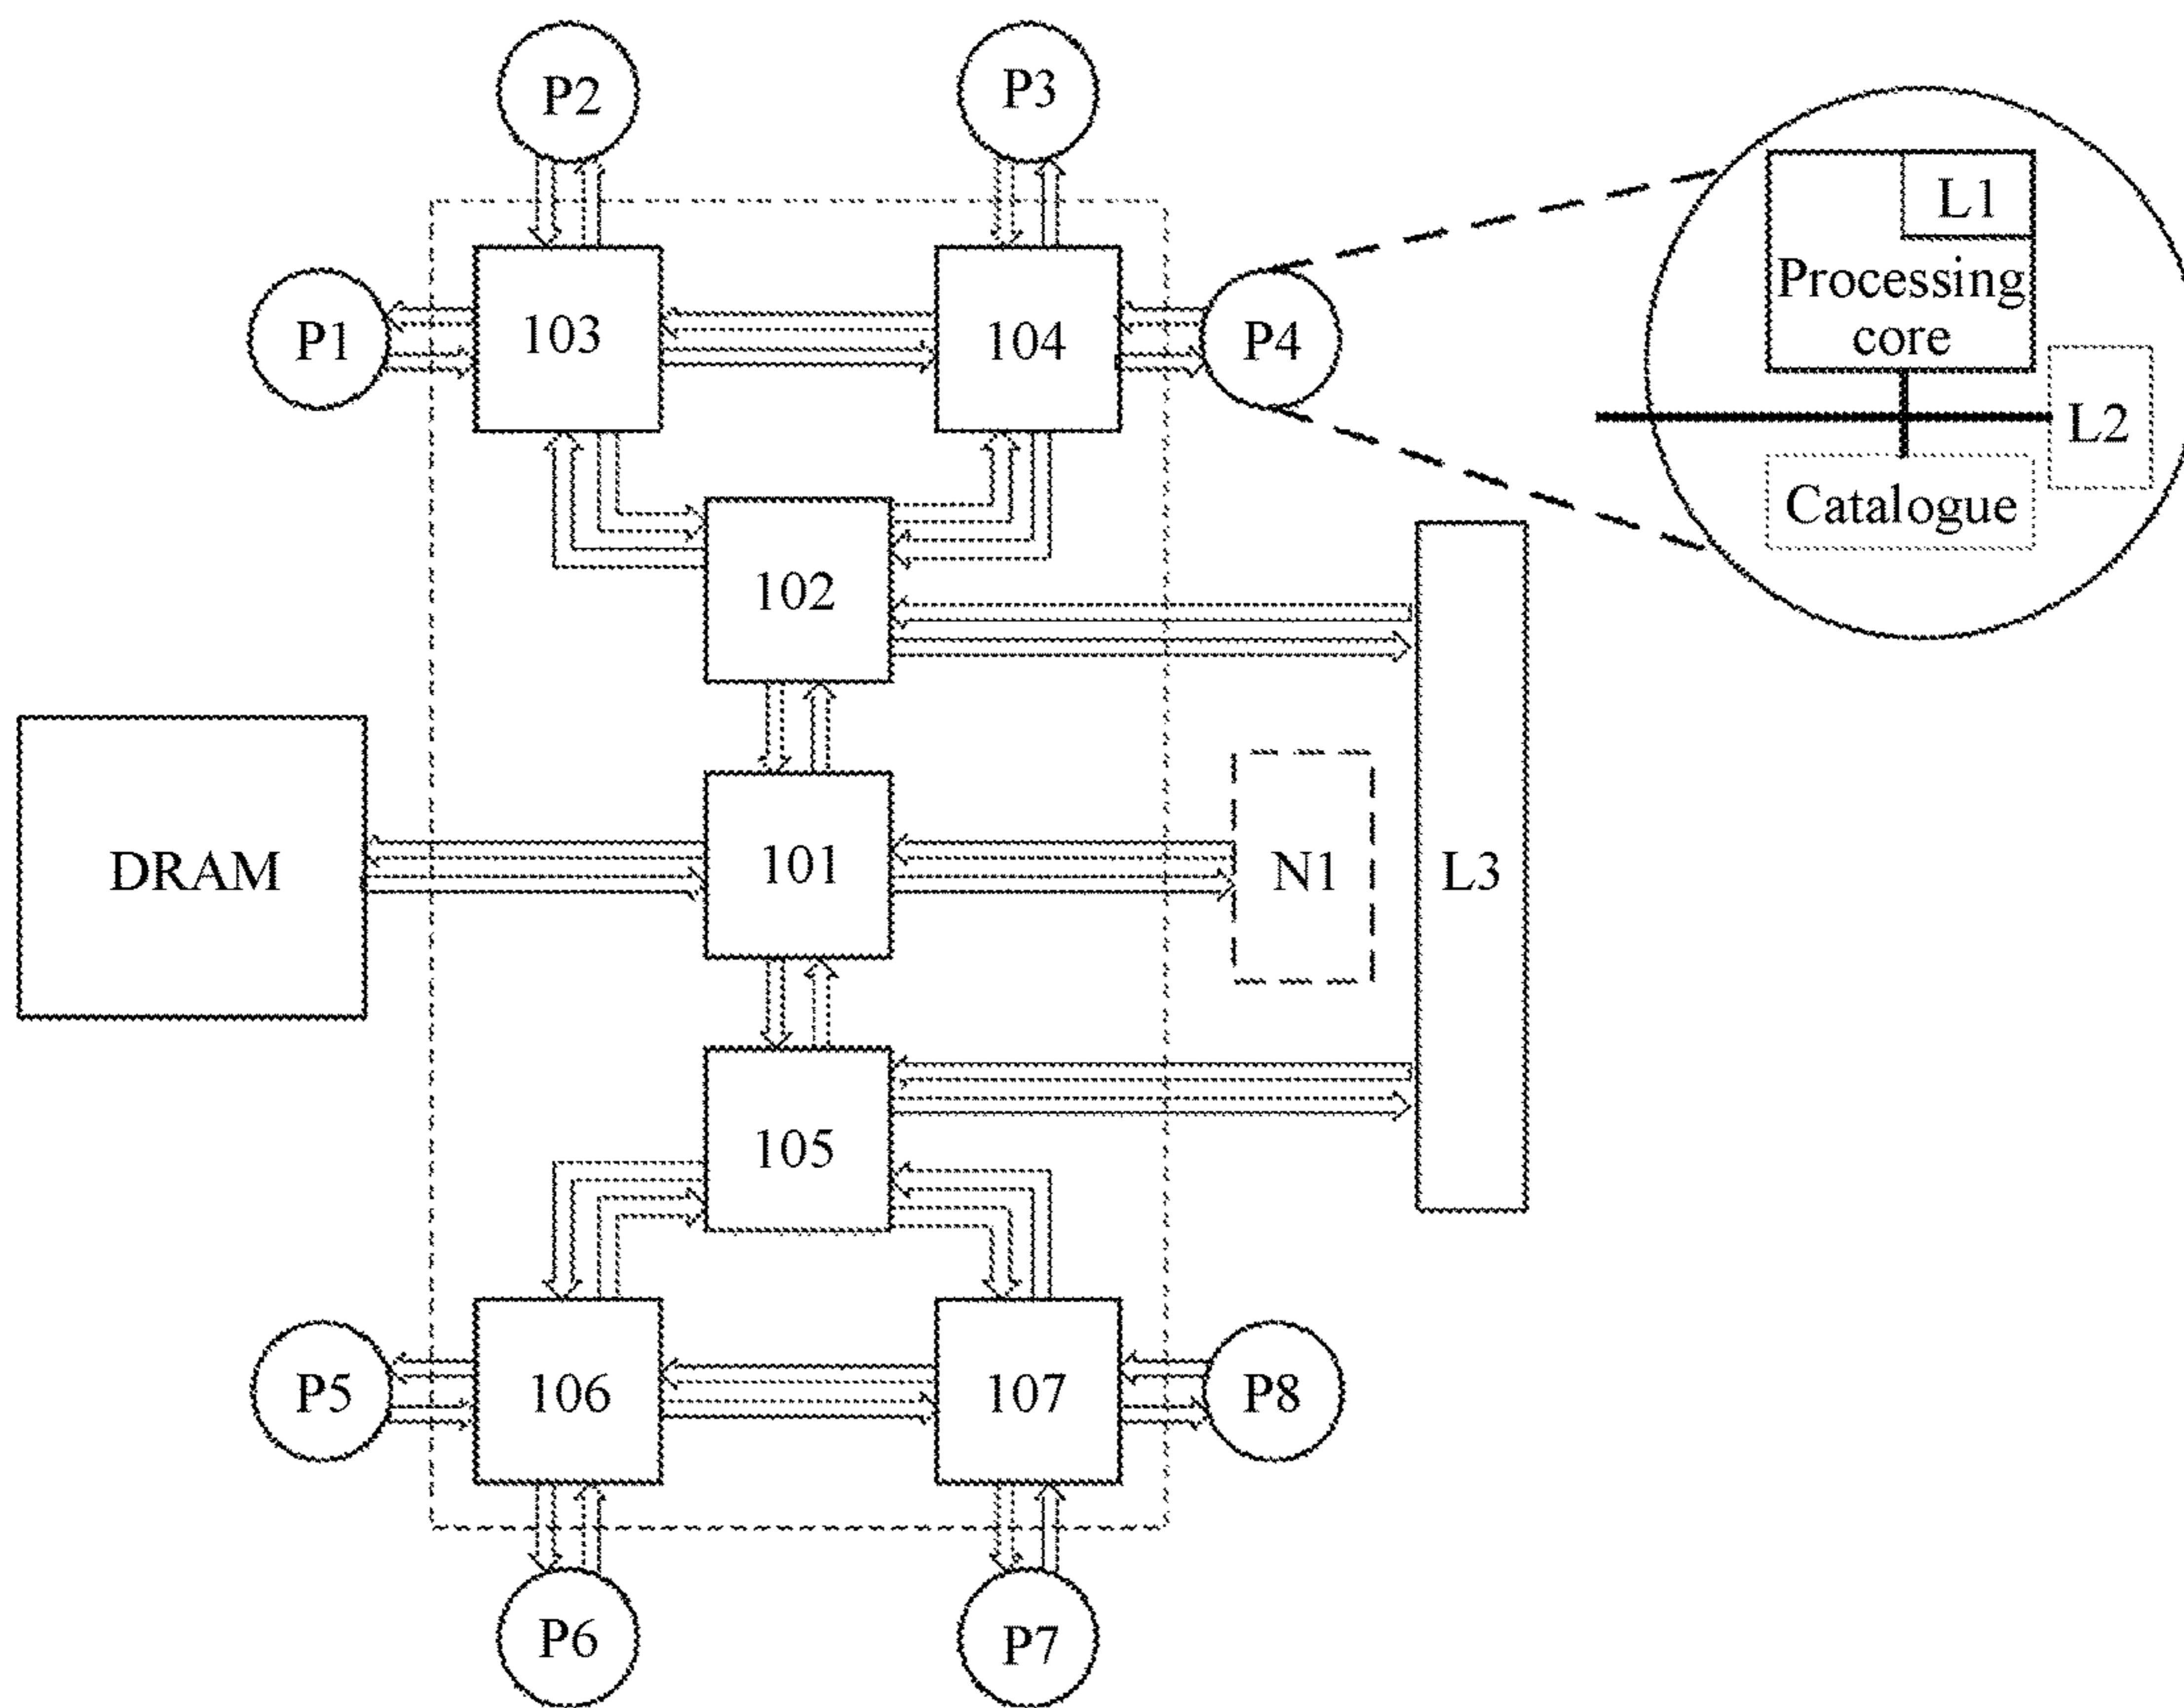 P2
P3
L1
Processing
core
P1
103
104
P4
L2
Catalogue
102
DRAM
101
N1
L3
105
P5
106
107
P8
P6
P7